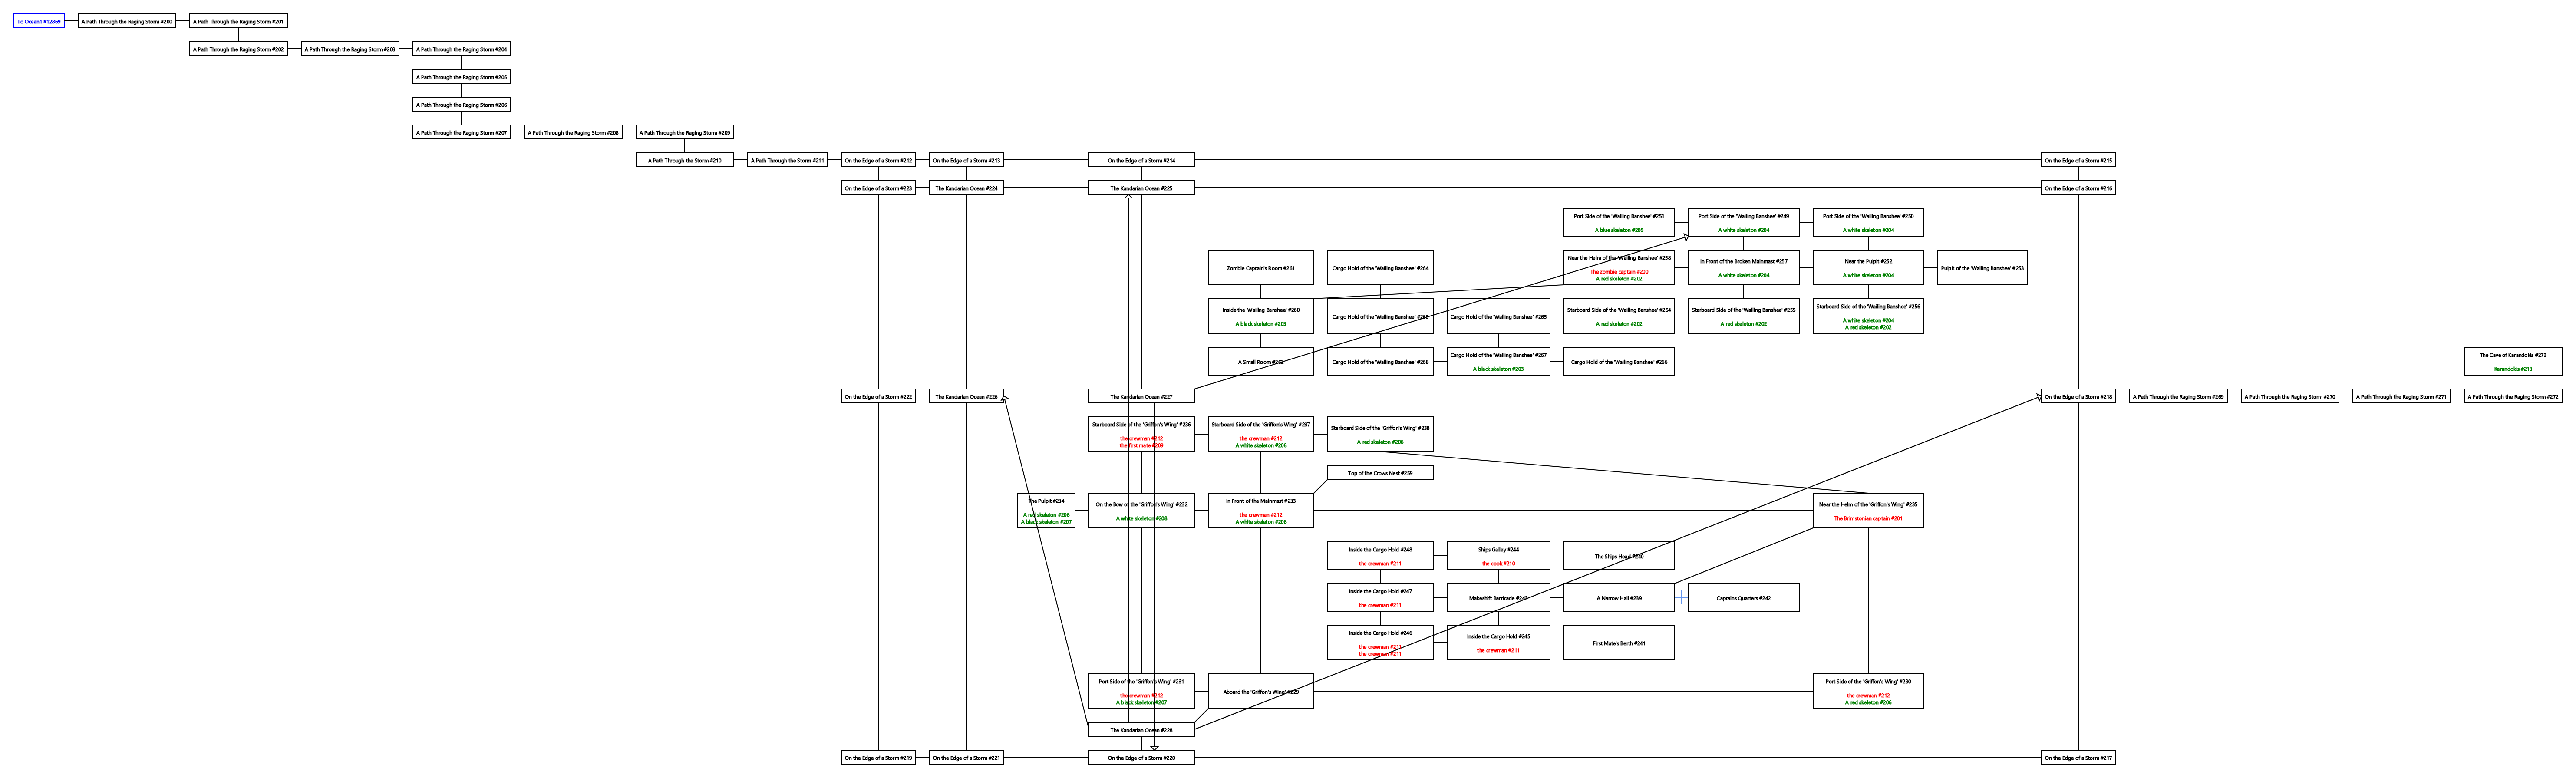 To Ocean1 #12869
A Path Through the Raging Storm #200
A Path Through the Raging Storm #201
A Path Through the Raging Storm #202
A Path Through the Raging Storm #203
A Path Through the Raging Storm #204
A Path Through the Raging Storm #205
A Path Through the Raging Storm #206
A Path Through the Raging Storm #207
A Path Through the Raging Storm #208
A Path Through the Raging Storm #209
A Path Through the Storm #210
A Path Through the Storm #211
On the Edge of a Storm #212
On the Edge of a Storm #213
On the Edge of a Storm #214
On the Edge of a Storm #215
On the Edge of a Storm #223
The Kandarian Ocean #224
The Kandarian Ocean #225
On the Edge of a Storm #216
Port Side of the 'Wailing Banshee' #251
A blue skeleton #205
Port Side of the 'Wailing Banshee' #249
A white skeleton #204
Port Side of the 'Wailing Banshee' #250
A white skeleton #204
Zombie Captain's Room #261
Cargo Hold of the 'Wailing Banshee' #264
Near the Helm of the 'Wailing Banshee' #258
The zombie captain #200
A red skeleton #202
In Front of the Broken Mainmast #257
A white skeleton #204
Near the Pulpit #252
A white skeleton #204
Pulpit of the 'Wailing Banshee' #253
Inside the 'Wailing Banshee' #260
A black skeleton #203
Cargo Hold of the 'Wailing Banshee' #263
Cargo Hold of the 'Wailing Banshee' #265
Starboard Side of the 'Wailing Banshee' #254
A red skeleton #202
Starboard Side of the 'Wailing Banshee' #255
A red skeleton #202
Starboard Side of the 'Wailing Banshee' #256
A white skeleton #204
A red skeleton #202
A Small Room #262
Cargo Hold of the 'Wailing Banshee' #268
Cargo Hold of the 'Wailing Banshee' #267
A black skeleton #203
Cargo Hold of the 'Wailing Banshee' #266
The Cave of Karandokis #273
Karandokis #213
On the Edge of a Storm #222
The Kandarian Ocean #226
The Kandarian Ocean #227
On the Edge of a Storm #218
A Path Through the Raging Storm #269
A Path Through the Raging Storm #270
A Path Through the Raging Storm #271
A Path Through the Raging Storm #272
Starboard Side of the 'Griffon's Wing' #236
the crewman #212
the first mate #209
Starboard Side of the 'Griffon's Wing' #237
the crewman #212
A white skeleton #208
Starboard Side of the 'Griffon's Wing' #238
A red skeleton #206
Top of the Crows Nest #259
The Pulpit #234
A red skeleton #206
A black skeleton #207
On the Bow of the 'Griffon's Wing' #232
A white skeleton #208
In Front of the Mainmast #233
the crewman #212
A white skeleton #208
Near the Helm of the 'Griffon's Wing' #235
The Brimstonian captain #201
Inside the Cargo Hold #248
the crewman #211
Ships Galley #244
the cook #210
The Ships Head #240
Inside the Cargo Hold #247
the crewman #211
Makeshift Barricade #243
A Narrow Hall #239
Captains Quarters #242
Inside the Cargo Hold #246
the crewman #211
the crewman #211
Inside the Cargo Hold #245
the crewman #211
First Mate's Berth #241
Port Side of the 'Griffon's Wing' #231
the crewman #212
A black skeleton #207
Aboard the 'Griffon's Wing' #229
Port Side of the 'Griffon's Wing' #230
the crewman #212
A red skeleton #206
The Kandarian Ocean #228
On the Edge of a Storm #219
On the Edge of a Storm #221
On the Edge of a Storm #220
On the Edge of a Storm #217